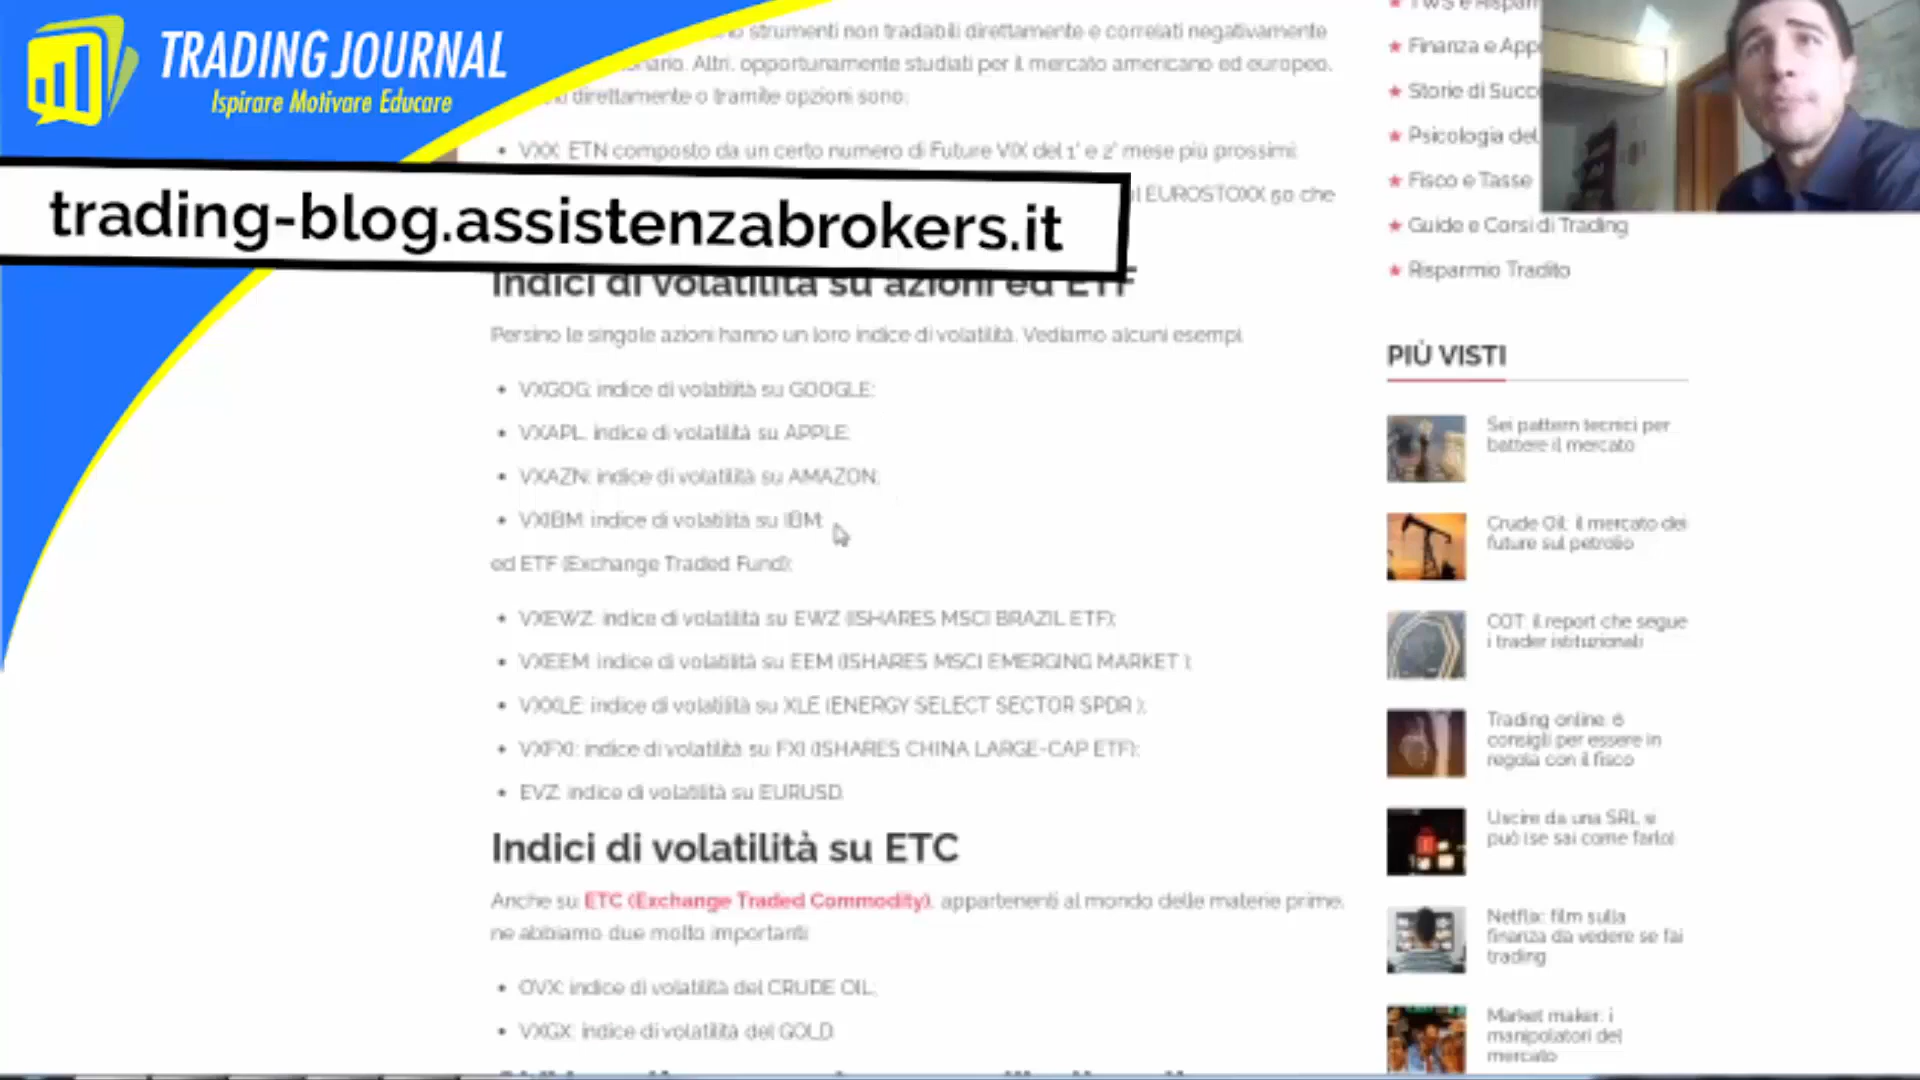 TRADING JOURNAL
Ispirare Motivare Educare
trading-blog.assistenzabrokers.it
strumenti non tradabili direttamente e correlati negativamente
Altri, opportunamente studiati per il mercato americano ed europeo,
direttamente o tramite opzioni sono:
• VXX: ETN composto da un certo numero di Future VIX del 1° e 2° mese più prossimi;
EUROSTOXX 50 che
Indici di volatilità su azioni ed ETF
Persino le singole azioni hanno un loro indice di volatilità. Vediamo alcuni esempi.
• VXGOG: indice di volatilità su GOOGLE;
• VXAPL: indice di volatilità su APPLE;
• VXAZN: indice di volatilità su AMAZON;
• VXIBM: indice di volatilità su IBM;
ed ETF (Exchange Traded Fund):
• VXEWZ: indice di volatilità su EWZ (ISHARES MSCI BRAZIL ETF);
• VXEEM: indice di volatilità su EEM (ISHARES MSCI EMERGING MARKET );
• VXXLE: indice di volatilità su XLE (ENERGY SELECT SECTOR SPDR );
• VXFXI: indice di volatilità su FXI (ISHARES CHINA LARGE-CAP ETF);
• EVZ: indice di volatilità su EURUSD.
Indici di volatilità su ETC
Anche su ETC (Exchange Traded Commodity), appartenenti al mondo delle materie prime,
ne abbiamo due molto importanti
• OVX: indice di volatilità del CRUDE OIL;
• VXGX: indice di volatilità del GOLD.
Finanza e
Storie di
Psicologia del
Fisco e Tasse
Guide e Corsi di Trading
Risparmio Tradito
PIÙ VISTI
Sei pattern tecnici per
battere il mercato
Crude Oil: il mercato dei
future sul petrolio
COT: il report che segue
i trader istituzionali
Trading online: 6
consigli per essere in
regola con il fisco
Uscire da una SRL si
può (se sai come farlo)
Netflix: film sulla
finanza da vedere se fai
trading
Market maker: i
manipolatori del
mercato